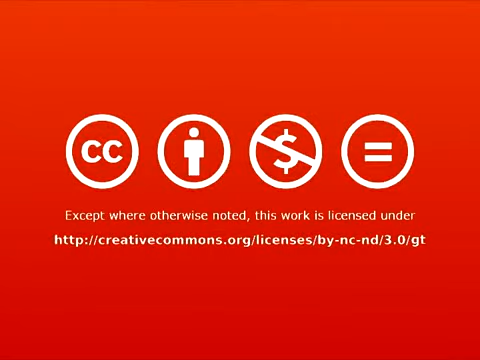 cc
$
=
Except where otherwise noted, this work is licensed under
http://creativecommons.org/licenses/by-nc-nd/3.0/gt